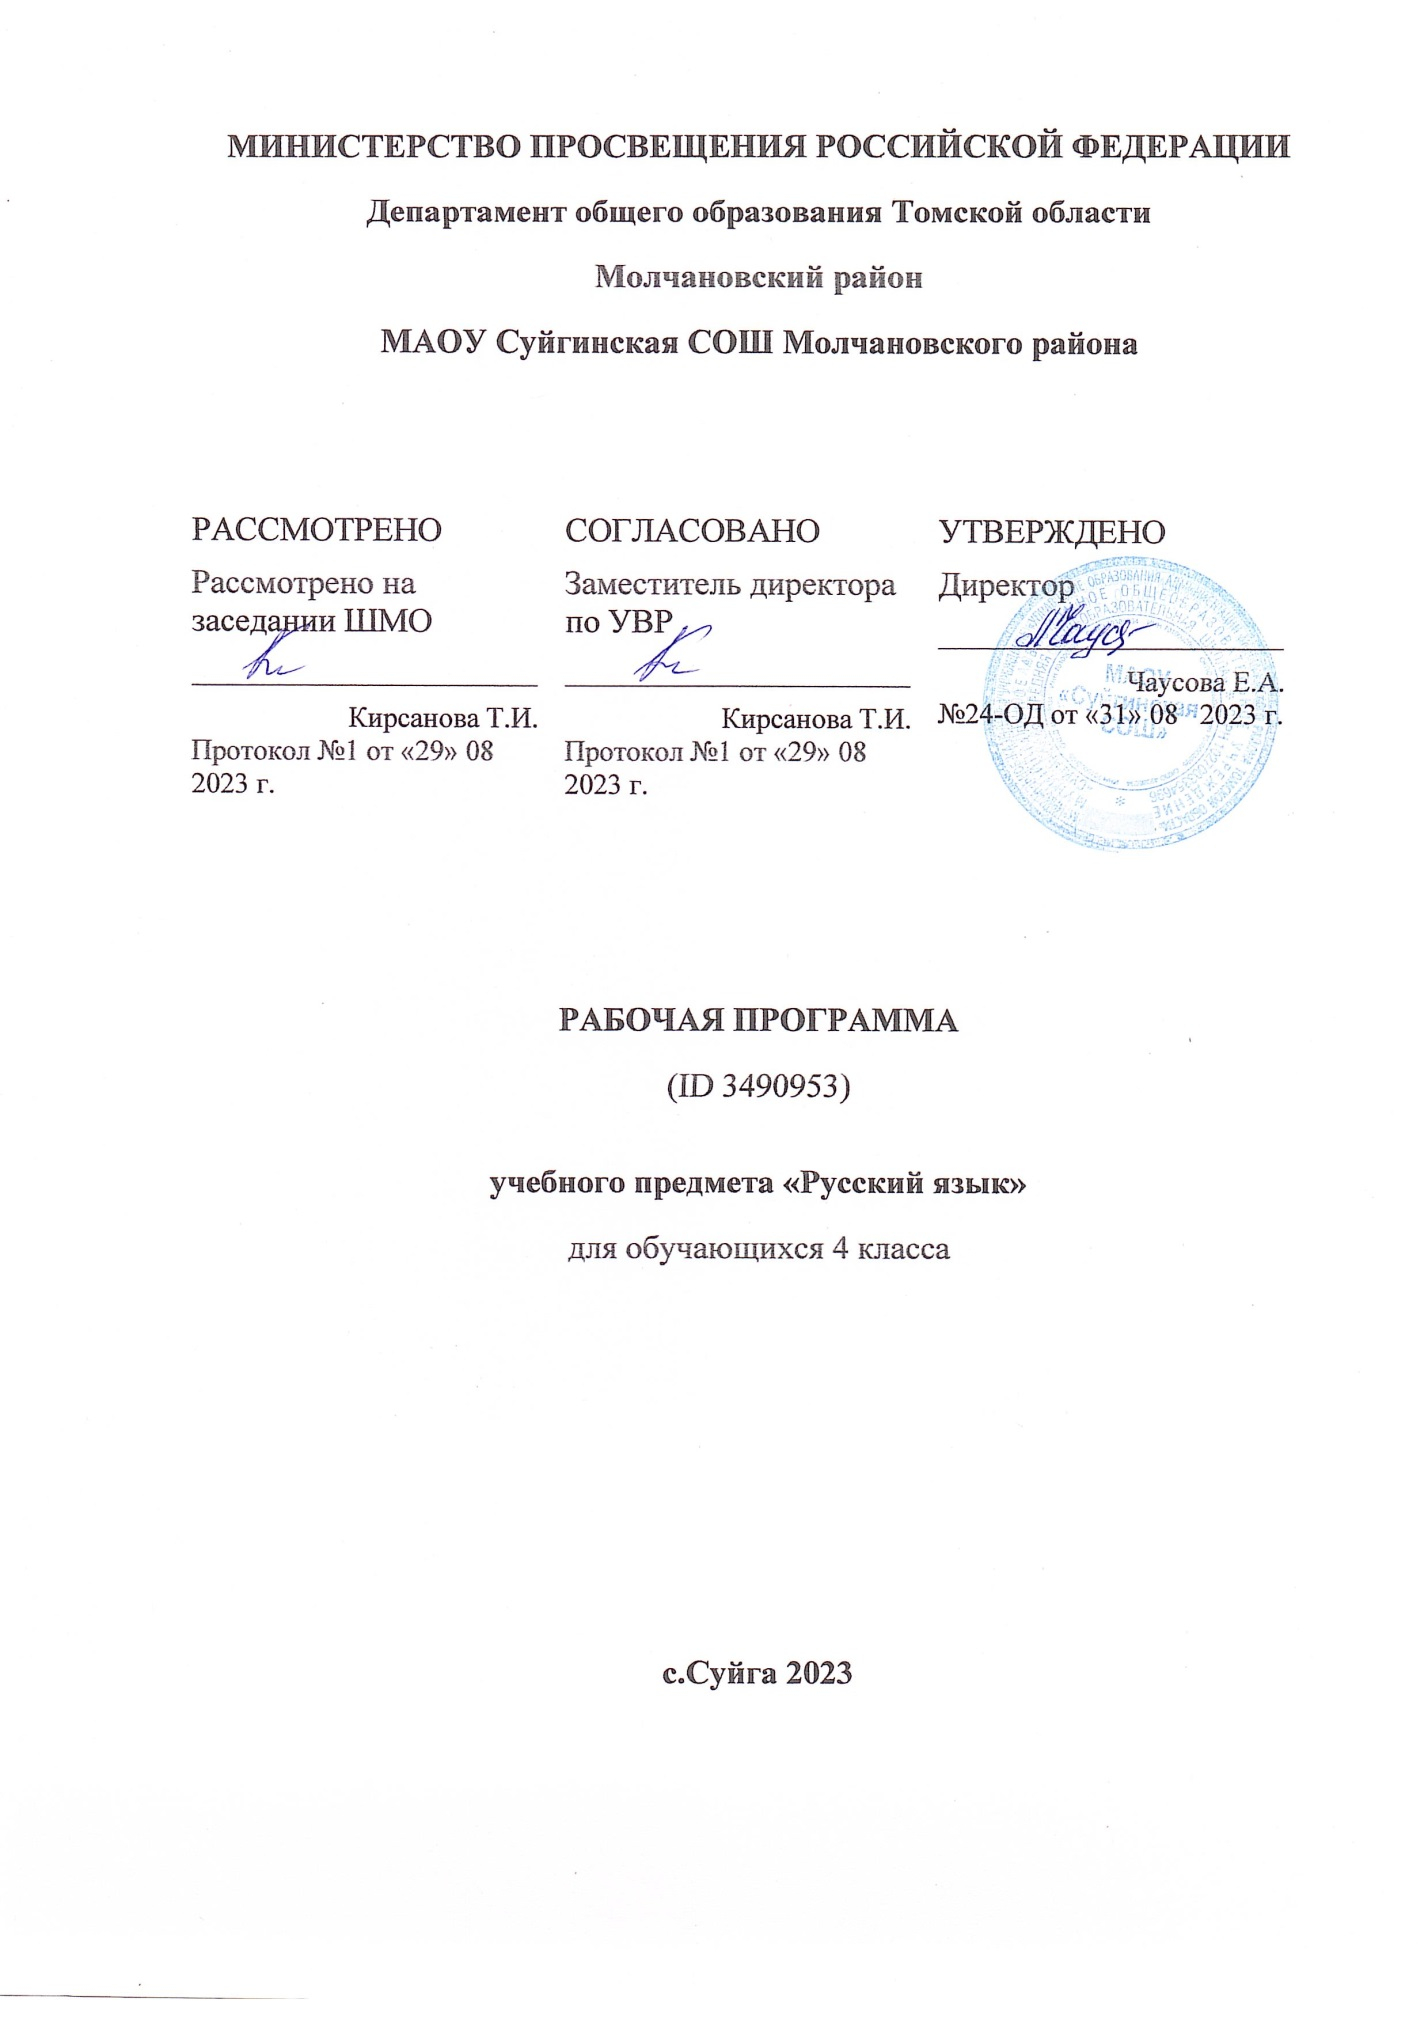 МИНИСТЕРСТВО ПРОСВЕЩЕНИЯ РОССИЙСКОЙ ФЕДЕРАЦИИ
Департамент общего образования Томской области
Молчановский район
МАОУ Суйгинская СОШ Молчановского района
РАССМОТРЕНО
Рассмотрено на
заседании ШМО
Кирсанова Т.И.
Протокол №1 от «29» 08
2023 г.
СОГЛАСОВАНО
Заместитель директора
по УВР
Кирсанова Т.И.
Протокол №1 от «29» 08
2023 г.
УТВЕРЖДЕНО
Директор
Чаусова Е.А.
№24-ОД от «31» 08 2023 г.
МАОУ
«Суйгинская
СОШ»
РАБОЧАЯ ПРОГРАММА
(ID 3490953)
учебного предмета «Русский язык»
для обучающихся 4 класса
с.Суйга 2023